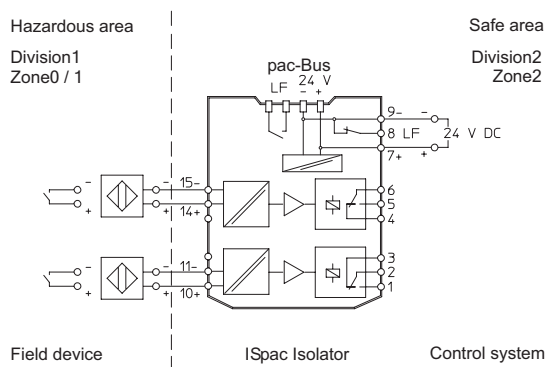 Hazardous area
Safe area
Division1
Zone0 / 1
Division2
Zone2
pac-Bus
LF 24 V
- +
9- -
8 LF 24 V DC
7+ +
- - 15-
+ + 14+
6
5
4
- - 11-
+ + 10+
3
2
1
Field device
ISpac Isolator
Control system